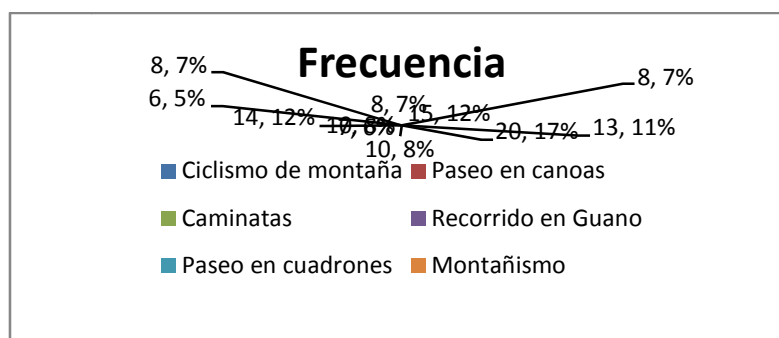 Frecuencia
8, 7%
8, 7%
6, 5%
8, 7%
14, 12%
15, 12%
20, 17%
13, 11%
10, 8%
Ciclismo de montaña
Paseo en canoas
Caminatas
Recorrido en Guano
Paseo en cuadrones
Montañismo